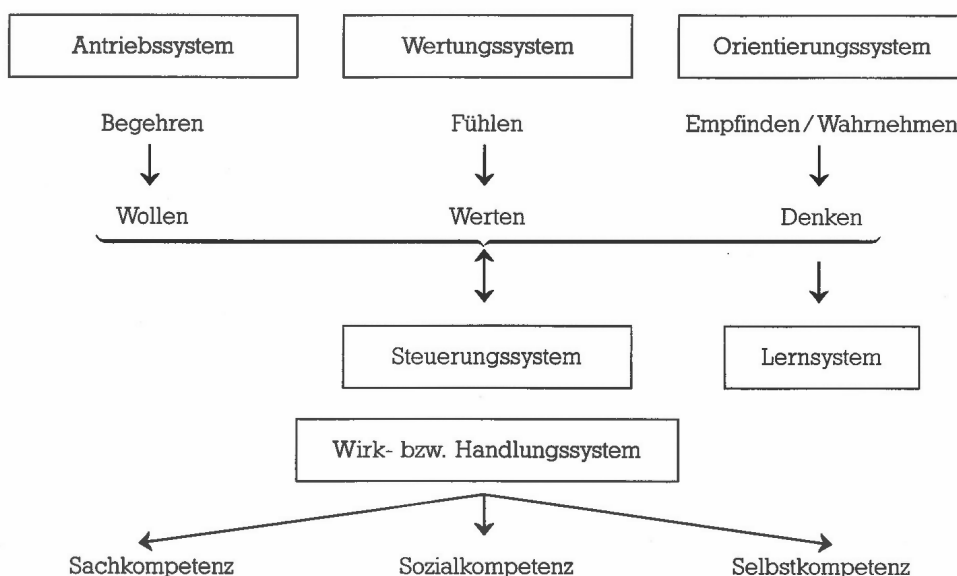 Antriebssystem Wertungssystem Orientierungssystem
Begehren Fühlen Empfinden/Wahrnehmen
Wollen Werten Denken
Steuerungssystem Lernsystem
Wirk- bzw. Handlungssystem
Sachkompetenz Sozialkompetenz Selbstkompetenz